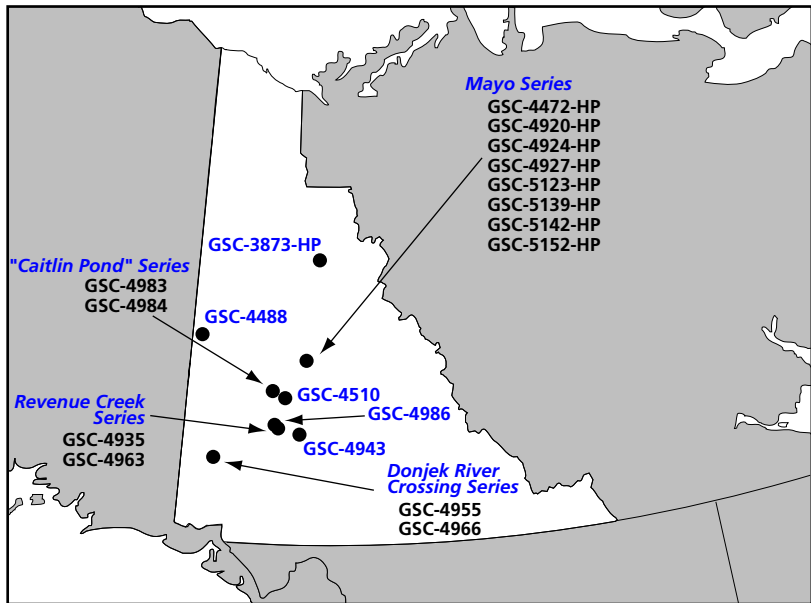 Mayo Series
GSC-4472-HP
GSC-4920-HP
GSC-4924-HP
GSC-4927-HP
GSC-5123-HP
GSC-5139-HP
GSC-5142-HP
GSC-5152-HP
GSC-3873-HP
"Caitlin Pond" Series
GSC-4983
GSC-4984
GSC-4488
GSC-4510
GSC-4986
Revenue Creek
Series
GSC-4935
GSC-4963
GSC-4943
Donjek River
Crossing Series
GSC-4955
GSC-4966